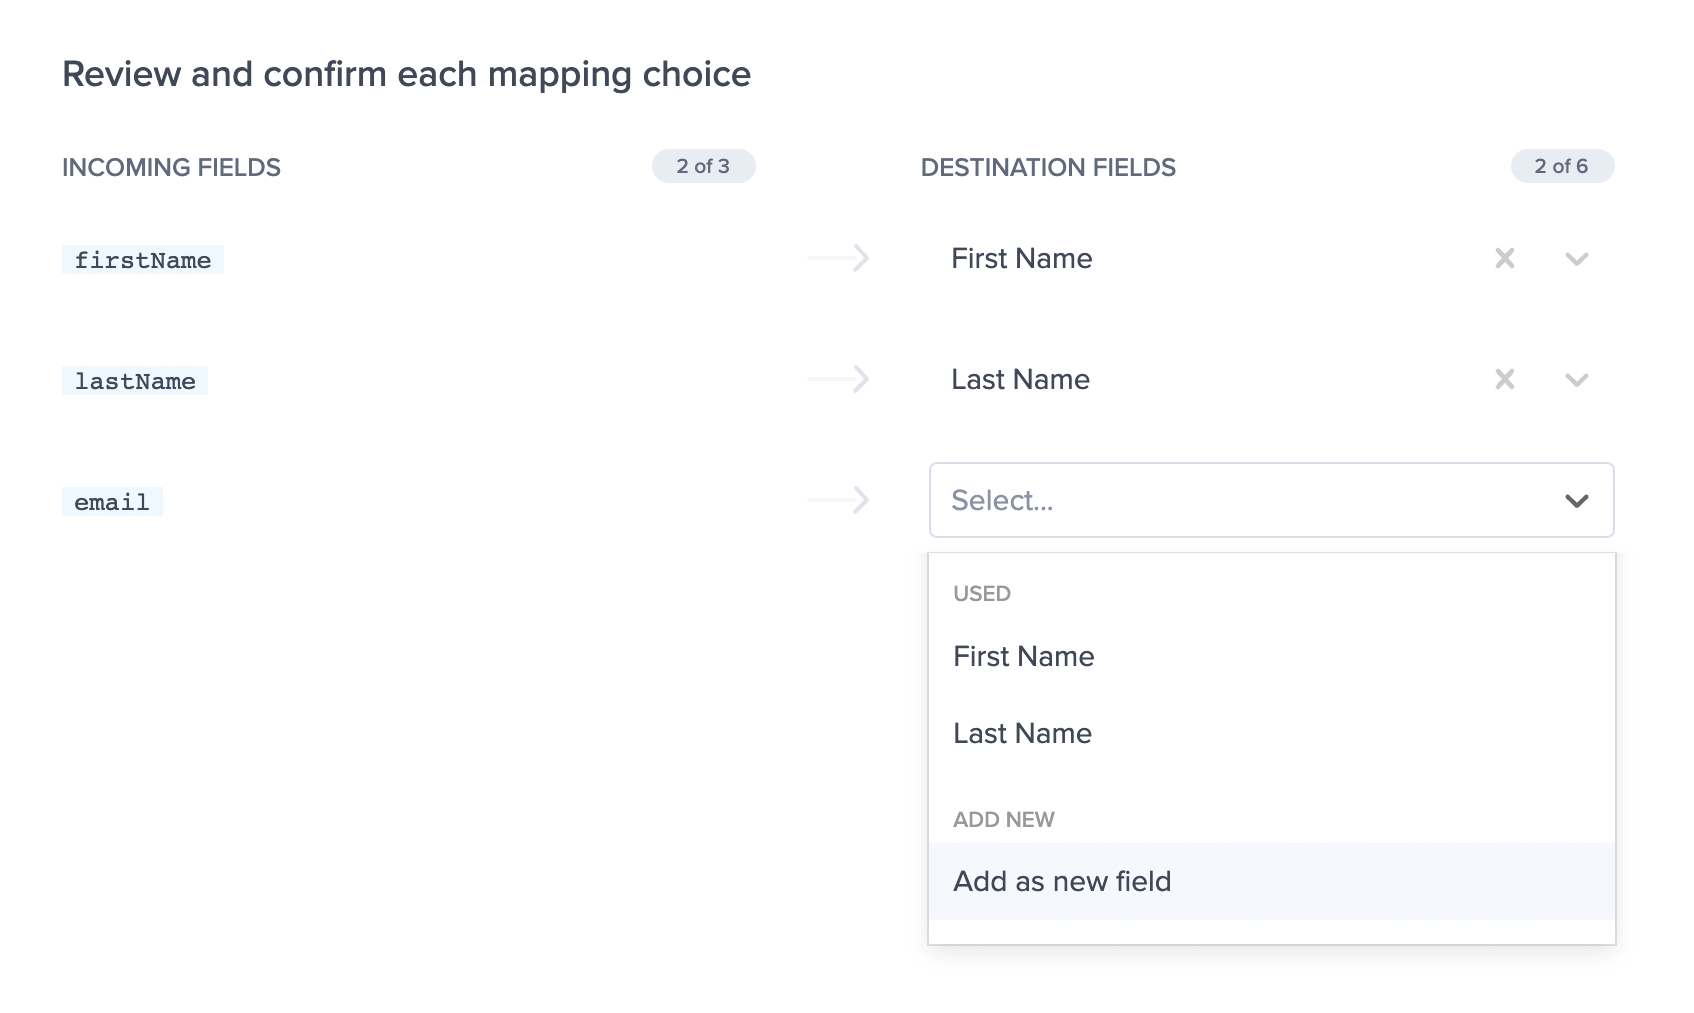 Review and confirm each mapping choice
INCOMING FIELDS 2 of 3 DESTINATION FIELDS 2 of 6
firstName First Name
lastName Last Name
email Select...
USED
First Name
Last Name
ADD NEW
Add as new field